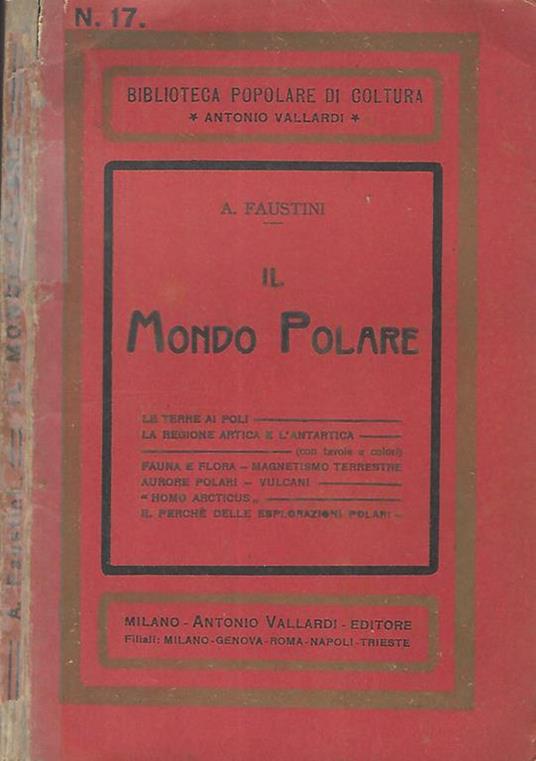 N. 17.
BIBLIOTECA POPOLARE DI COLTURA
* ANTONIO VALLARDI *
A. FAUSTINI
IL
MONDO POLARE
LE TERRE AI POLI
LA REGIONE ARTICA E L'ANTARTICA
(con tavole a colori)
FAUNA E FLORA - MAGNETISMO TERRESTRE
AURORE POLARI - VULCANI
“ HOMO ARCTICUS „
IL PERCHÈ DELLE ESPLORAZIONI POLARI -
MILANO - ANTONIO VALLARDI - EDITORE
Filiali: MILANO-GENOVA-ROMA-NAPOLI-TRIESTE
A.
IL